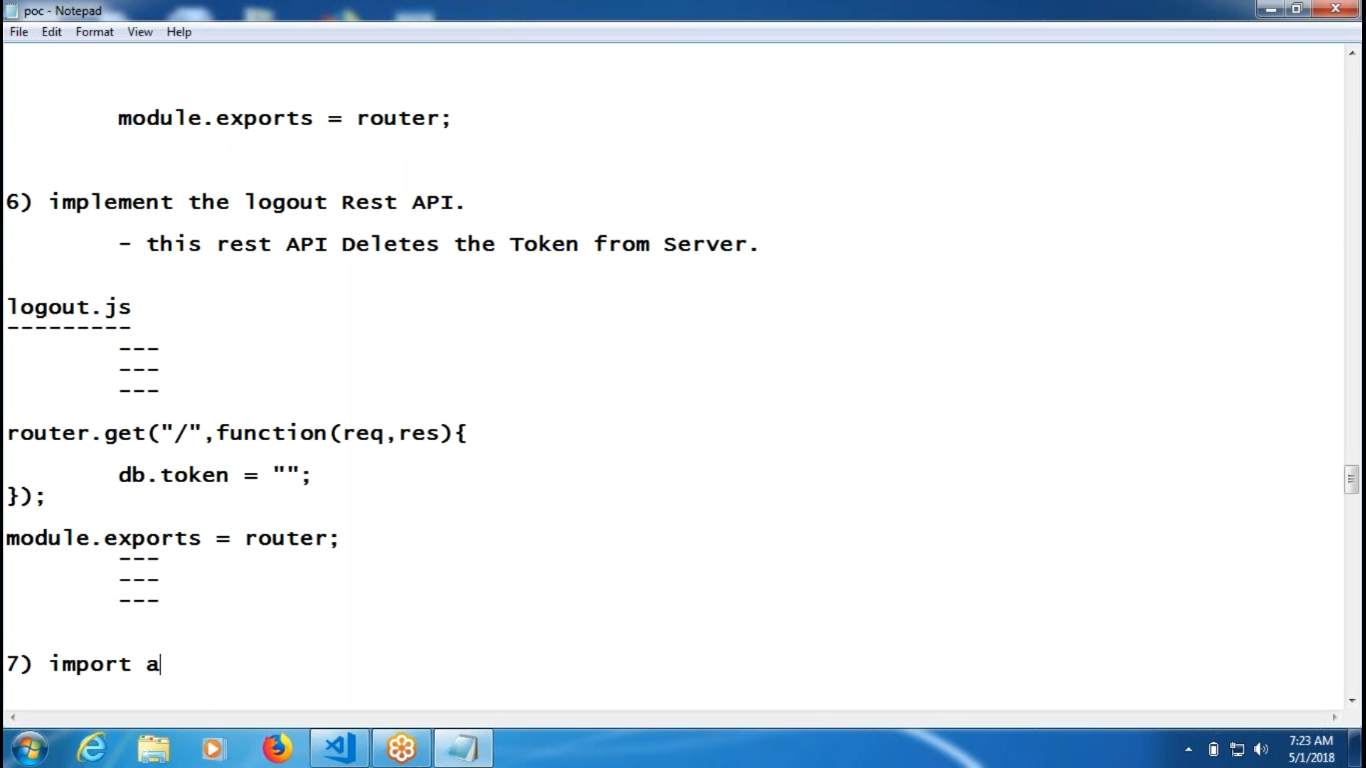 poc - Notepad
File Edit Format View Help
module.exports = router;
6) implement the logout Rest API.
- this rest API Deletes the Token from Server.
logout.js
---------
---
---
---
router.get("/",function(req,res){
db.token = "";
});
module.exports = router;
---
---
---
7) import a
7:23 AM
5/1/2018